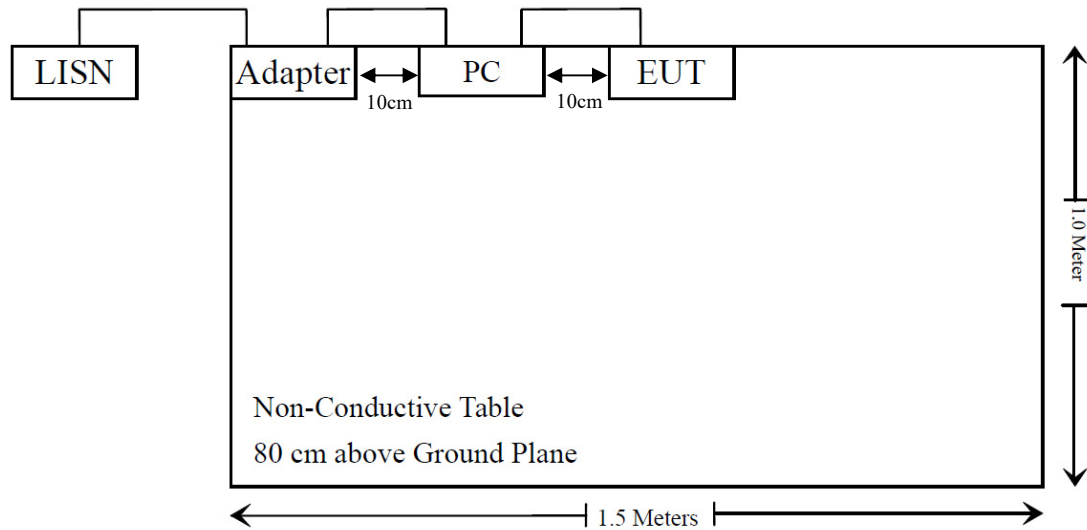 LISN
Adapter
PC
EUT
10cm
10cm
1.0 Meter
Non-Conductive Table
80 cm above Ground Plane
1.5 Meters